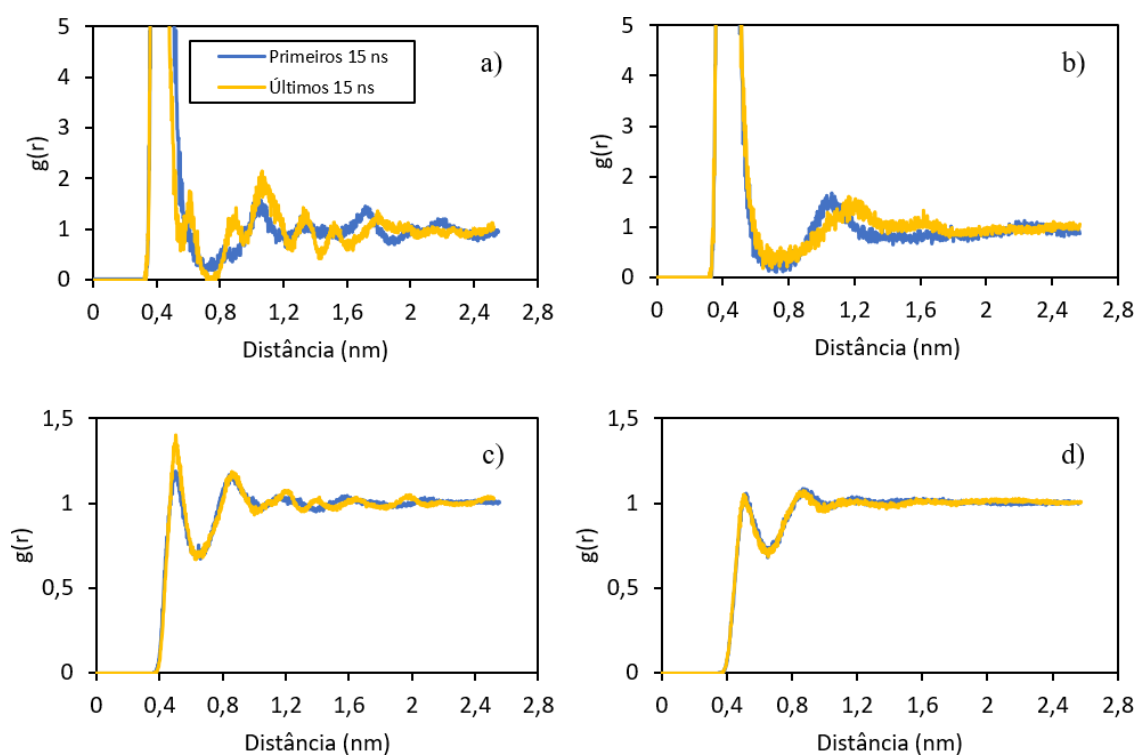 5
4
3
2
1
0
g(r)
Primeiros 15 ns
Últimos 15 ns
a)
0 0,4 0,8 1,2 1,6 2 2,4 2,8
Distância (nm)
5
4
3
2
1
0
g(r)
b)
0 0,4 0,8 1,2 1,6 2 2,4 2,8
Distância (nm)
1,5
1
0,5
0
g(r)
c)
0 0,4 0,8 1,2 1,6 2 2,4 2,8
Distância (nm)
1,5
1
0,5
0
g(r)
d)
0 0,4 0,8 1,2 1,6 2 2,4 2,8
Distância (nm)